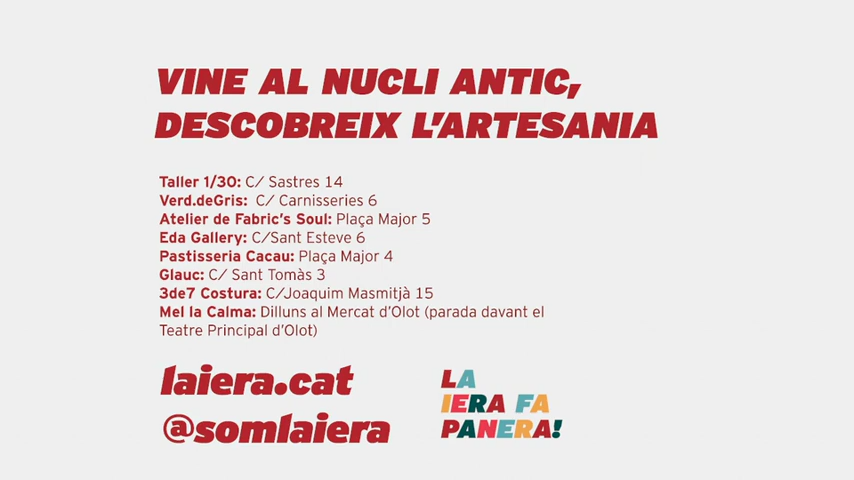 VINE AL NUCLI ANTIC,
DESCOBREIX L'ARTESANIA
Taller 1/30: C/ Sastres 14
Verd.deGris: C/ Carnisseries 6
Atelier de Fabric's Soul: Plaça Major 5
Eda Gallery: C/Sant Esteve 6
Pastisseria Cacau: Plaça Major 4
Glauc: C/ Sant Tomàs 3
3de7 Costura: C/Joaquim Masmitjà 15
Mel la Calma: Dilluns al Mercat d'Olot (parada davant el
Teatre Principal d'Olot)
laiera.cat
@somlaiera
LA
IERA FA
PANERA!